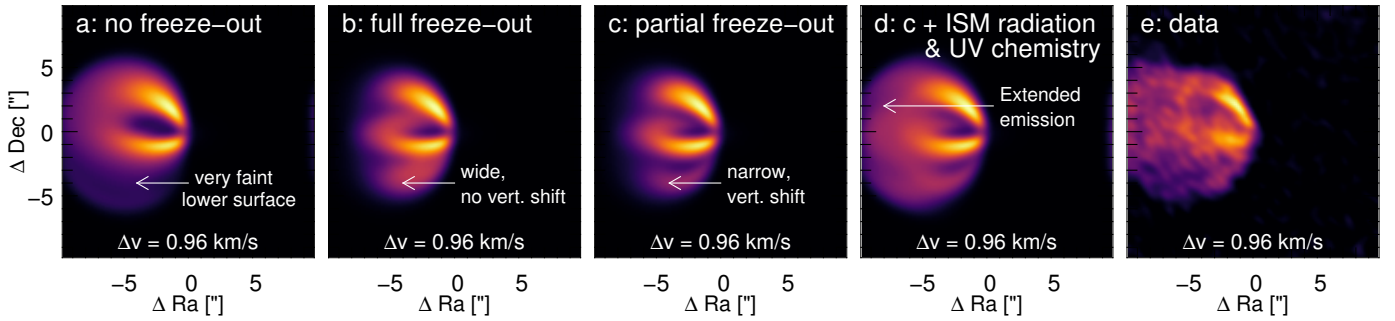 a: no freeze−out
b: full freeze−out
c: partial freeze−out
d: c + ISM radiation
& UV chemistry
e: data
Δ Dec ["]
5
0
−5
very faint
lower surface
wide,
no vert. shift
narrow,
vert. shift
Extended
emission
Δv = 0.96 km/s
Δv = 0.96 km/s
Δv = 0.96 km/s
Δv = 0.96 km/s
Δv = 0.96 km/s
−5 0 5
−5 0 5
−5 0 5
−5 0 5
−5 0 5
Δ Ra ["]
Δ Ra ["]
Δ Ra ["]
Δ Ra ["]
Δ Ra ["]